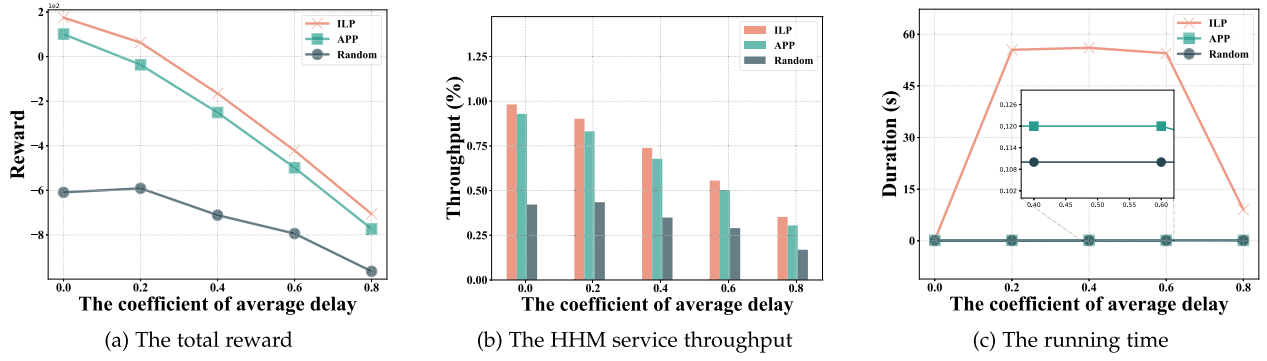 1e2
ILP
APP
Random
0
−2
−4
−6
−8
Reward
0.0 0.2 0.4 0.6 0.8
The coefficient of average delay
(a) The total reward
ILP
APP
Random
1.25
1.00
0.75
0.50
0.25
0.00
Throughput (%)
0.0 0.2 0.4 0.6 0.8
The coefficient of average delay
(b) The HHM service throughput
ILP
APP
Random
60
45
30
15
0
Duration (s)
0.126
0.120
0.114
0.108
0.102
0.40 0.45 0.50 0.55 0.60
0.0 0.2 0.4 0.6 0.8
The coefficient of average delay
(c) The running time